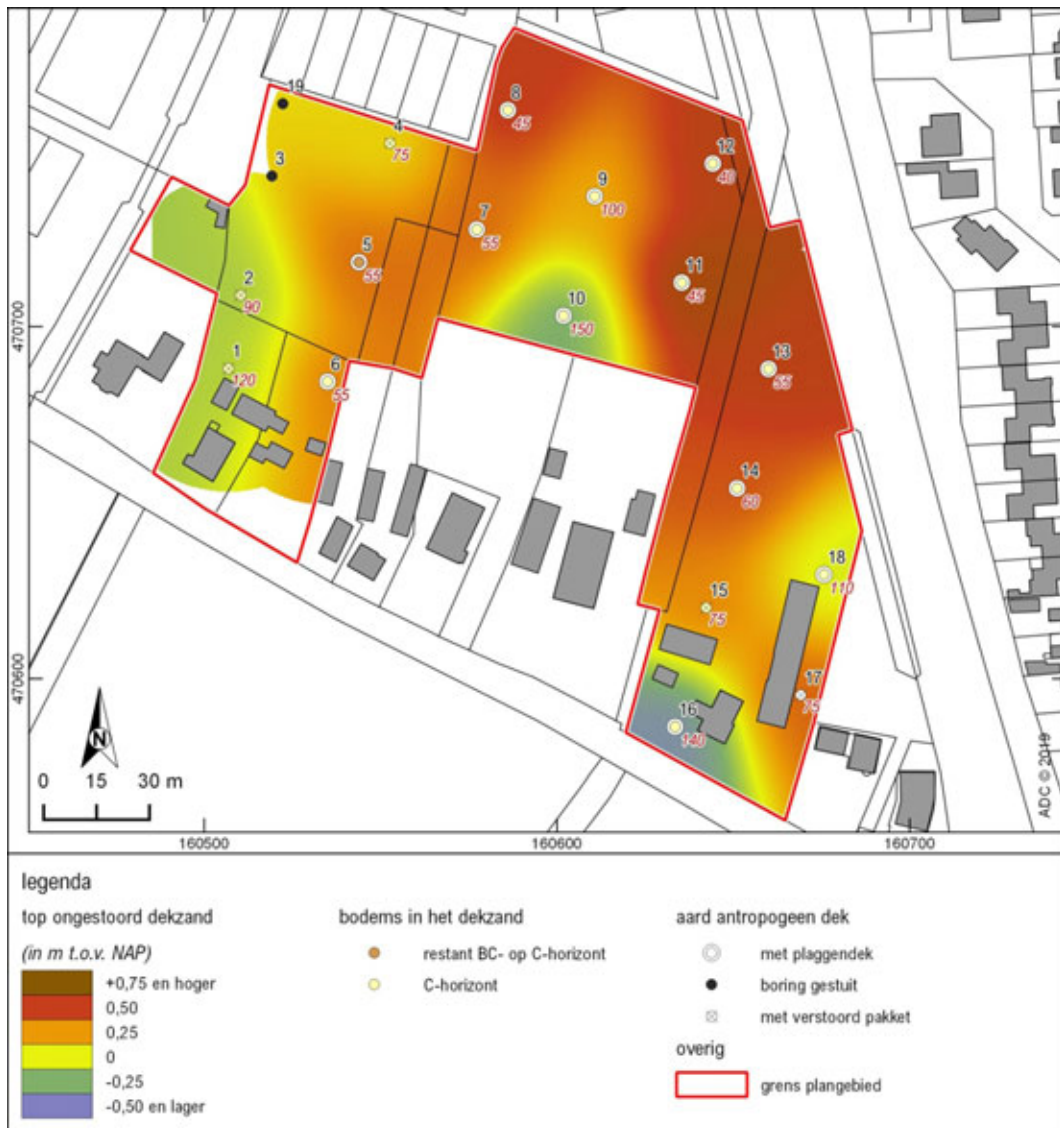 19
8
45
4
75
12
40
3
9
100
7
55
5
55
11
45
2
90
10
150
470700
1
120
6
55
13
55
14
60
18
110
15
75
17
75
16
140
470600
N
0 15 30 m
ADC © 2019
160500 160600 160700
legenda
top ongestoord dekzand
(in m t.o.v. NAP)
+0,75 en hoger
0,50
0,25
0
-0,25
-0,50 en lager
bodems in het dekzand
restant BC- op C-horizont
C-horizont
aard antropogeen dek
met plaggendek
boring gestuit
met verstoord pakket
overig
grens plangebied